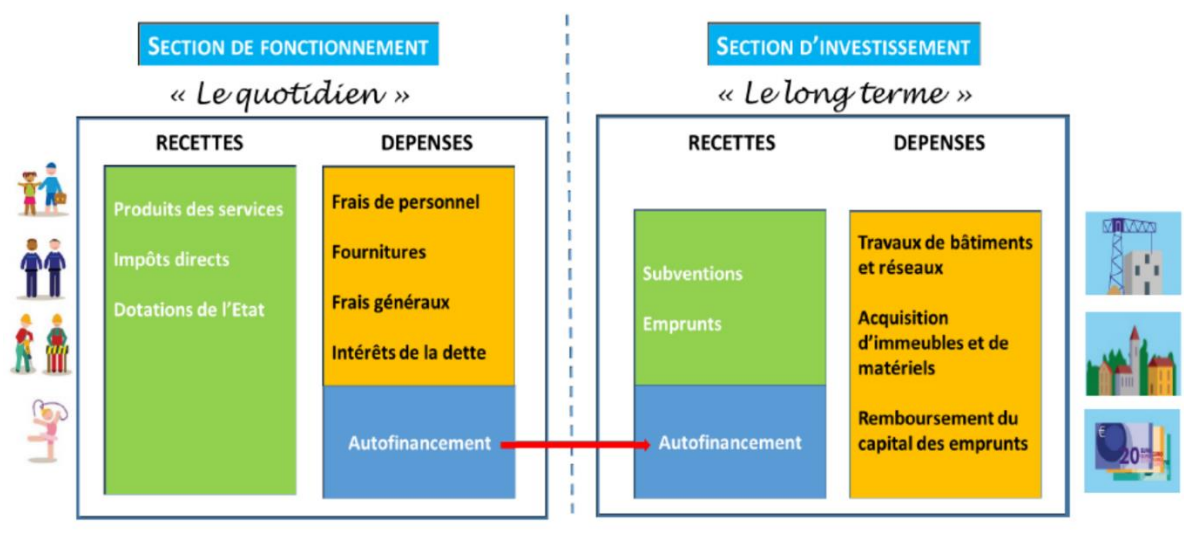 SECTION DE FONCTIONNEMENT
« Le quotidien »
RECETTES
DEPENSES
Produits des services
Impôts directs
Dotations de l'Etat
Frais de personnel
Fournitures
Frais généraux
Intérêts de la dette
Autofinancement
SECTION D'INVESTISSEMENT
« Le long terme »
RECETTES
DEPENSES
Subventions
Emprunts
Autofinancement
Travaux de bâtiments
et réseaux
Acquisition
d'immeubles et de
matériels
Remboursement du
capital des emprunts
€
20